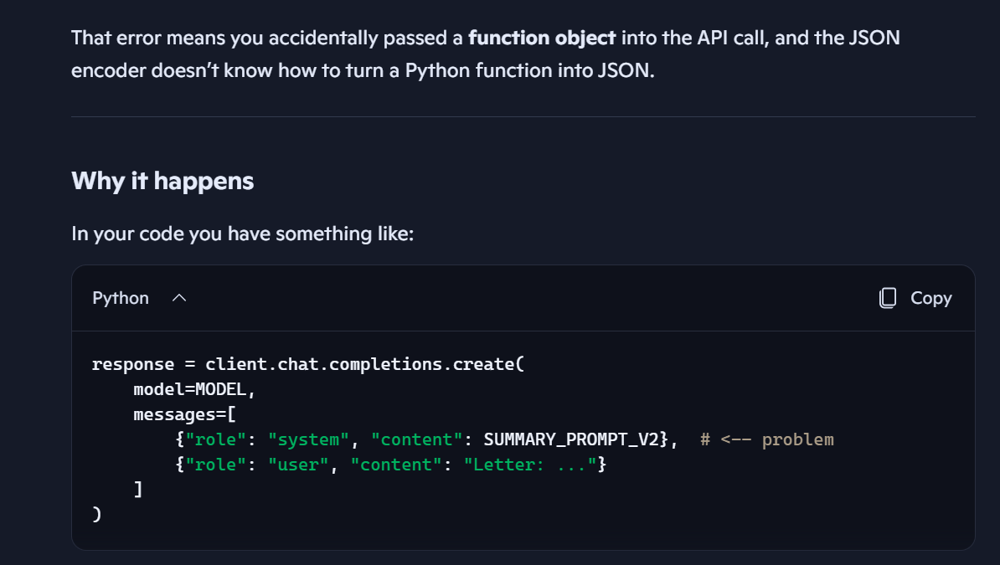 That error means you accidentally passed a function object into the API call, and the JSON
encoder doesn’t know how to turn a Python function into JSON.
Why it happens
In your code you have something like:
Python Copy
response = client.chat.completions.create(
    model=MODEL,
    messages=[
        {"role": "system", "content": SUMMARY_PROMPT_V2},  # <-- problem
        {"role": "user", "content": "Letter: ..."}
    ]
)